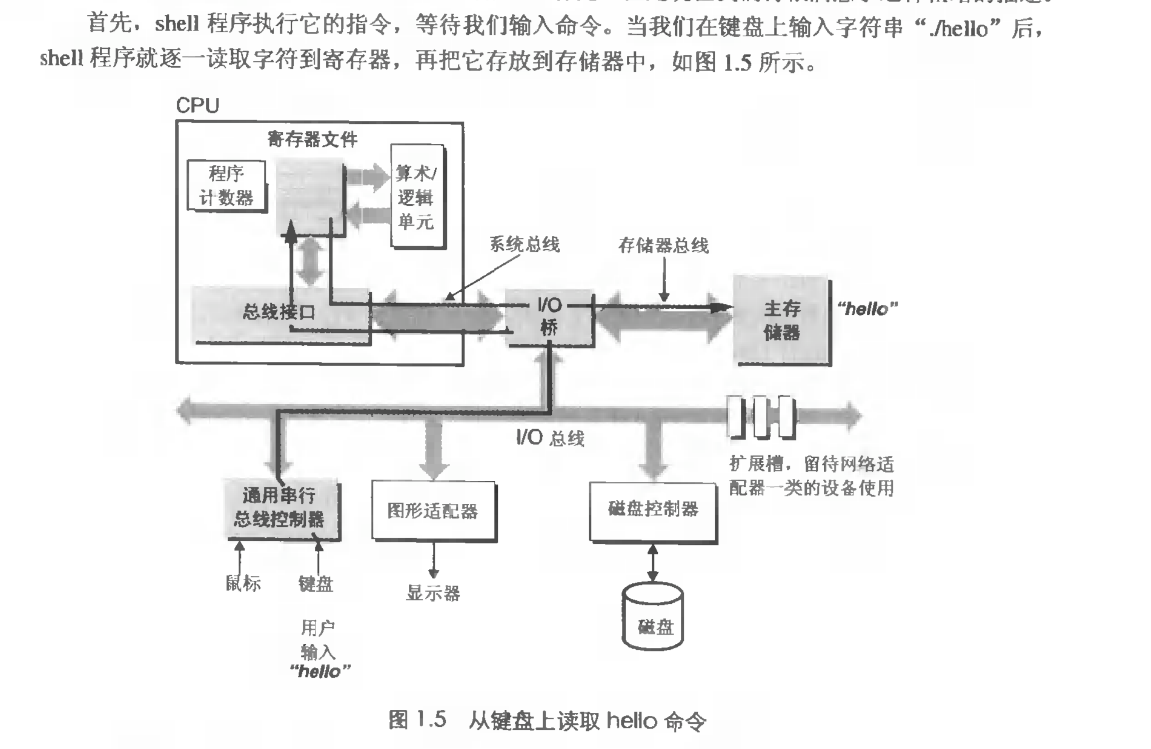 首先，shell 程序执行它的指令，等待我们输入命令。当我们在键盘上输入字符串“./hello”后，
shell 程序就逐一读取字符到寄存器，再把它存放到存储器中，如图 1.5 所示。
CPU
寄存器文件
程序
计数器
算术/
逻辑
单元
系统总线
存储器总线
总线接口
I/O
桥
主存
储器
“hello”
I/O 总线
扩展槽，留待网络适
配器一类的设备使用
通用串行
总线控制器
图形适配器
磁盘控制器
鼠标
键盘
显示器
磁盘
用户
输入
“hello”
图 1.5 从键盘上读取 hello 命令